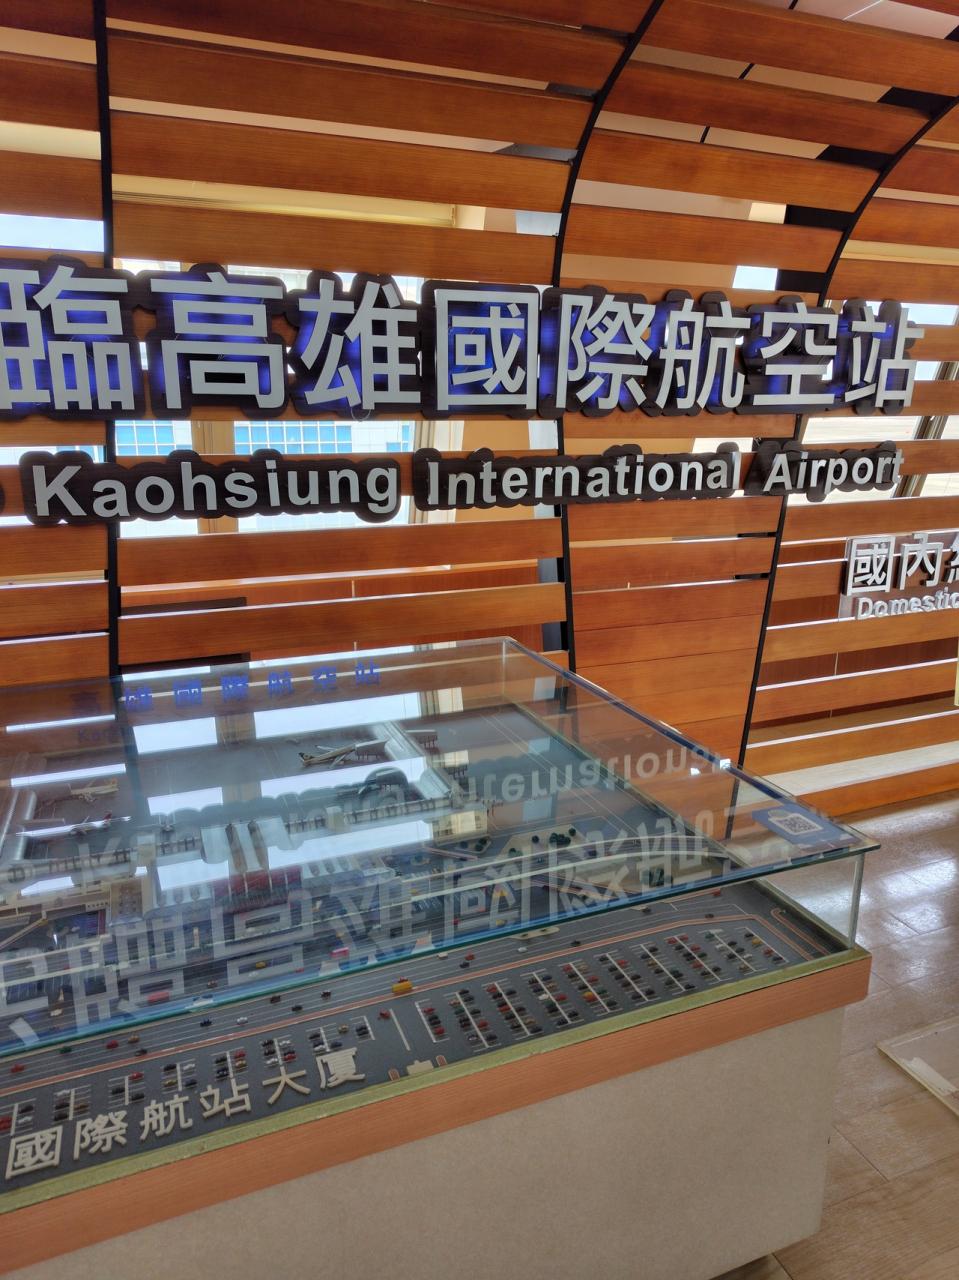 臨高雄國際航空站
Kaohsiung International Airport
國內
Domestic
高雄國際航空站
國際航站大廈